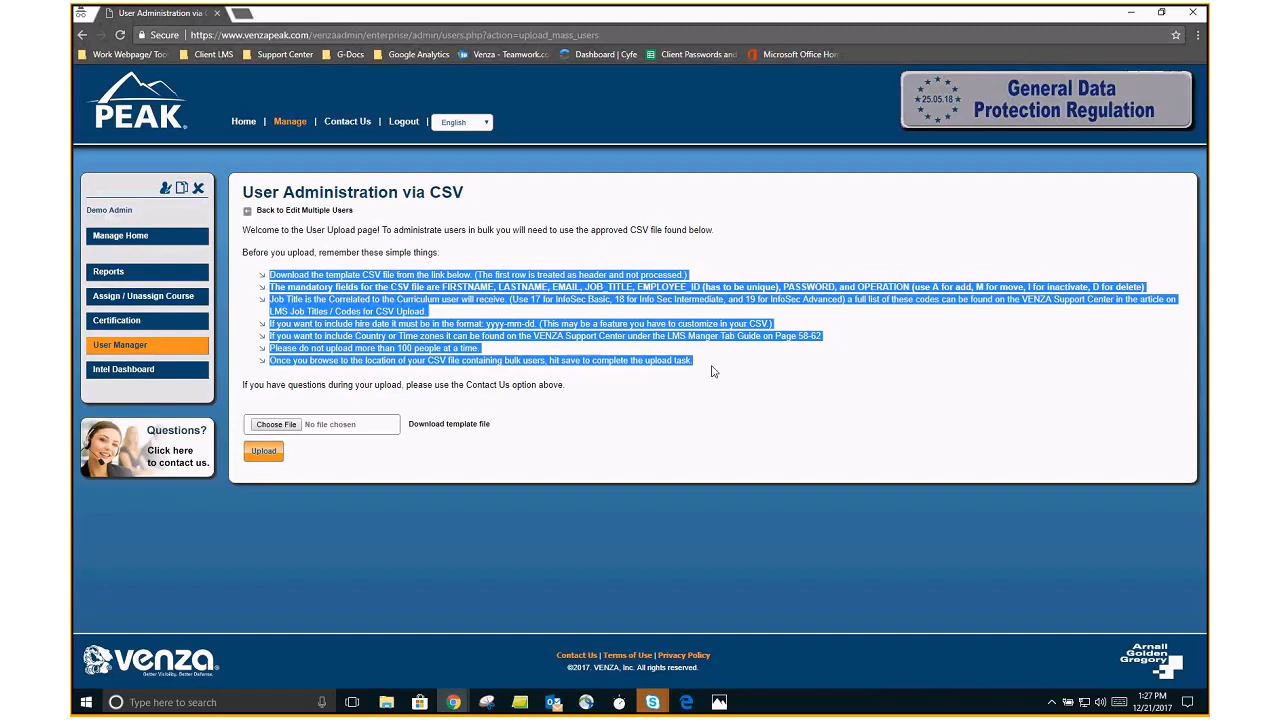 User Administration via C
Secure | https://www.venzapeak.com/venzaadmin/enterprise/admin/users.php?action=upload_mass_users
Work Webpage/ Too Client LMS Support Center G-Docs Google Analytics Venza - Teamwork.co Dashboard | Cyfe Client Passwords and Microsoft Office Hom
PEAK
Home | Manage | Contact Us | Logout | English
25.05.18
General Data
Protection Regulation
Demo Admin
Manage Home
Reports
Assign / Unassign Course
Certification
User Manager
Intel Dashboard
Questions?
Click here
to contact us.
User Administration via CSV
Back to Edit Multiple Users
Welcome to the User Upload page! To administrate users in bulk you will need to use the approved CSV file found below.
Before you upload, remember these simple things:
Download the template CSV file from the link below. (The first row is treated as header and not processed.)
The mandatory fields for the CSV file are FIRSTNAME, LASTNAME, EMAIL, JOB_TITLE, EMPLOYEE_ID (has to be unique), PASSWORD, and OPERATION (use A for add, M for move, I for inactivate, D for delete)
Job Title is the Correlated to the Curriculum user will receive. (Use 17 for InfoSec Basic, 18 for Info Sec Intermediate, and 19 for InfoSec Advanced) a full list of these codes can be found on the VENZA Support Center in the article on
LMS Job Titles / Codes for CSV Upload.
If you want to include hire date it must be in the format: yyyy-mm-dd. (This may be a feature you have to customize in your CSV.)
If you want to include Country or Time zones it can be found on the VENZA Support Center under the LMS Manger Tab Guide on Page 58-62
Please do not upload more than 100 people at a time.
Once you browse to the location of your CSV file containing bulk users, hit save to complete the upload task.
If you have questions during your upload, please use the Contact Us option above.
Choose File No file chosen Download template file
Upload
venza
Better Visibility. Better Defense.
Contact Us | Terms of Use | Privacy Policy
©2017. VENZA, Inc. All rights reserved.
Arnall
Golden
Gregory
Type here to search
1:27 PM
12/21/2017